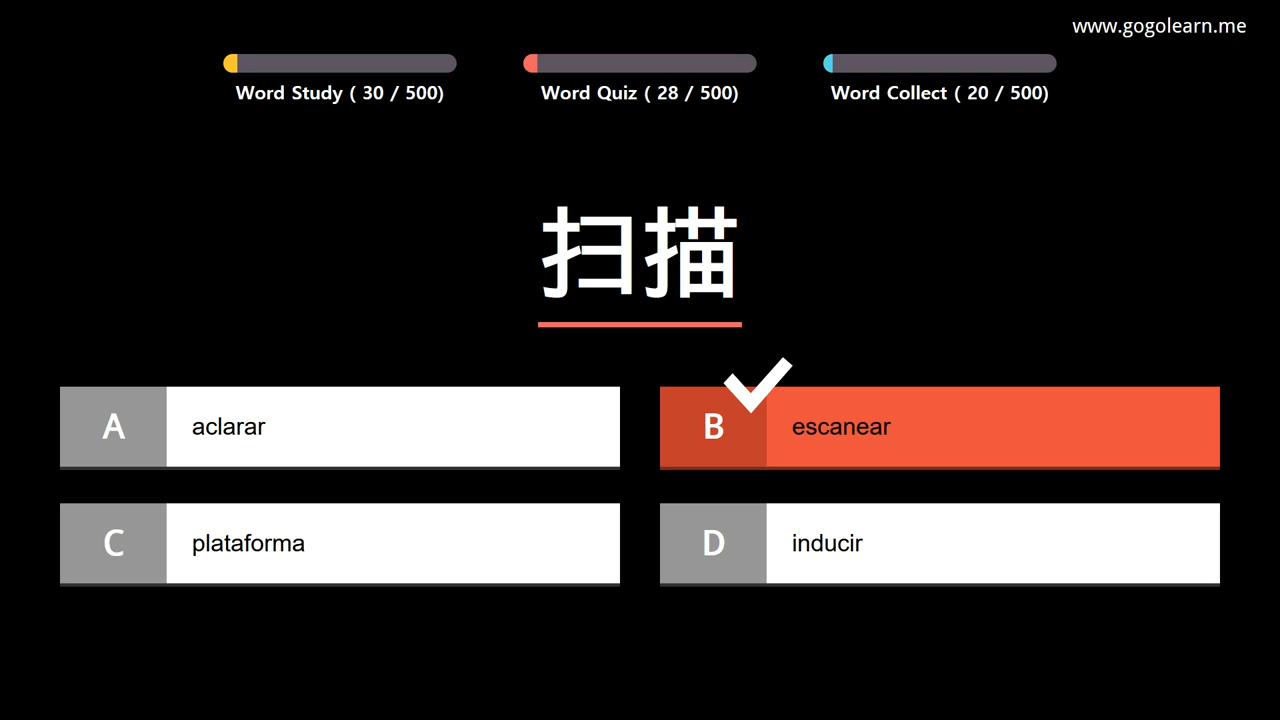 www.gogolearn.me
Word Study ( 30 / 500)
Word Quiz ( 28 / 500)
Word Collect ( 20 / 500)
扫描
A aclarar
B escanear
C plataforma
D inducir